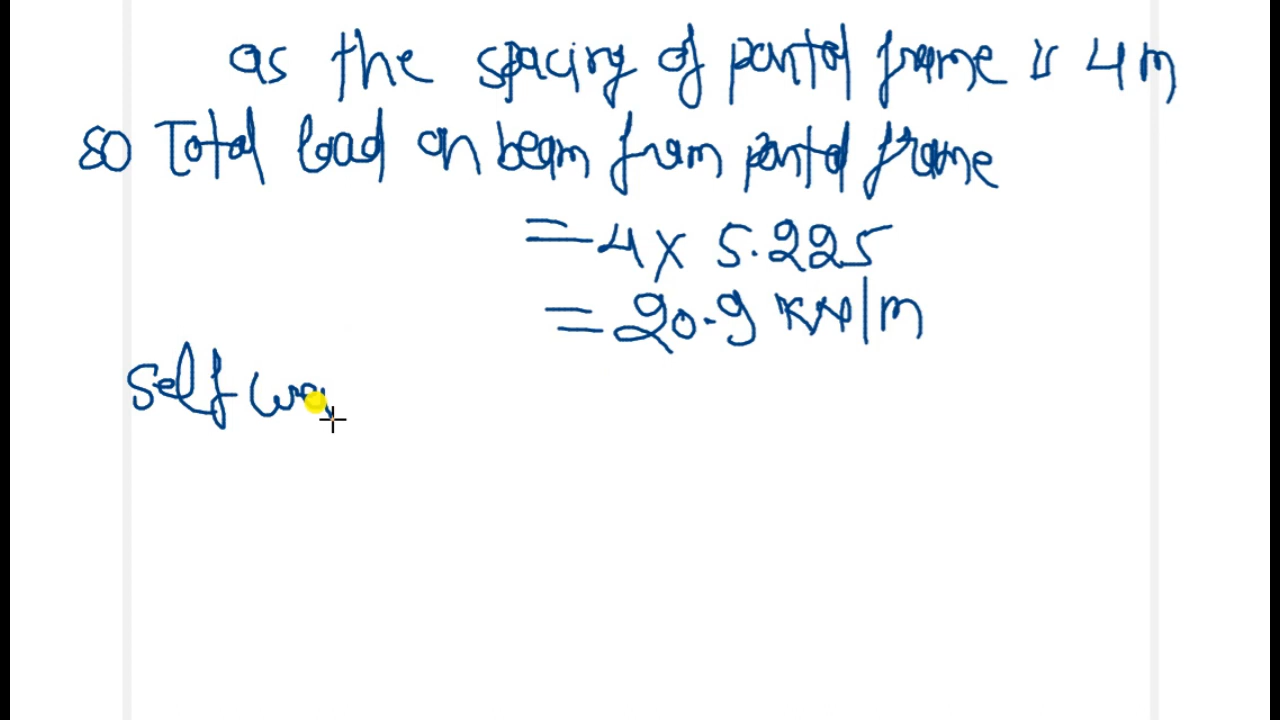 as the spacing of portal frame is 4m
so Total load on beam from portal frame
= 4 x 5.225
= 20.9 kN/m
Self